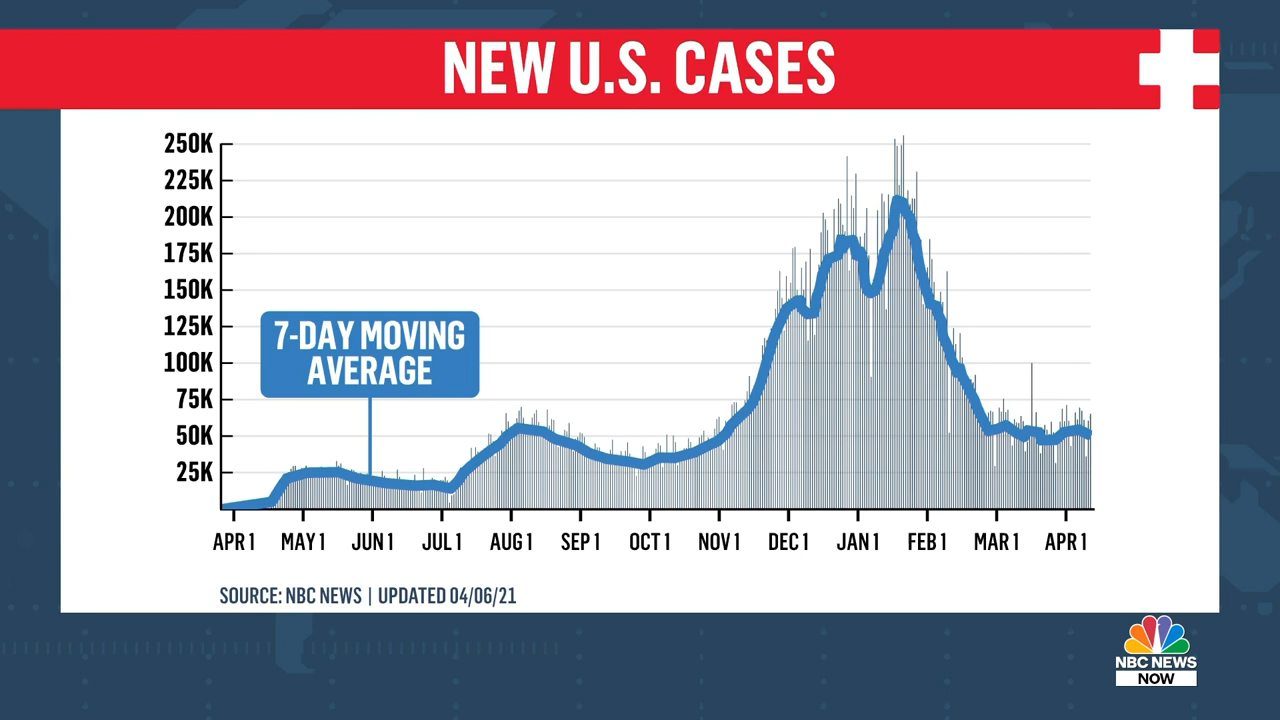 NEW U.S. CASES
250K
225K
200K
175K
150K
125K
100K
75K
50K
25K
7-DAY MOVING
AVERAGE
APR 1 MAY 1 JUN 1 JUL 1 AUG 1 SEP 1 OCT 1 NOV 1 DEC 1 JAN 1 FEB 1 MAR 1 APR 1
SOURCE: NBC NEWS | UPDATED 04/06/21
NBC NEWS
NOW